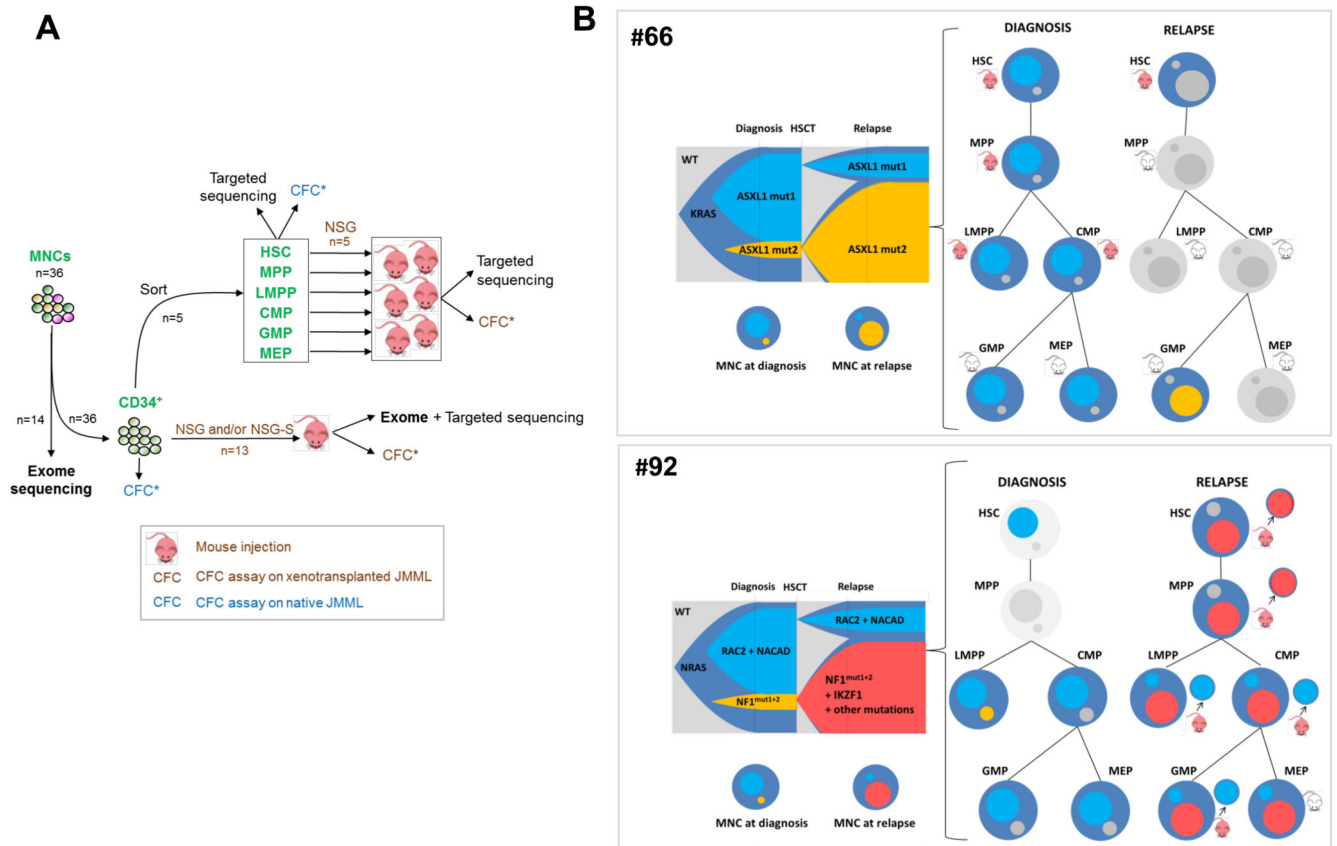 A
Targeted
sequencing
CFC*
NSG
n=5
MNCs
n=36
Sort
n=5
HSC
MPP
LMPP
CMP
GMP
MEP
Targeted
sequencing
CFC*
n=14
n=36
CD34+
NSG and/or NSG-S
n=13
Exome + Targeted sequencing
CFC*
Exome
sequencing
CFC*
Mouse injection
CFC CFC assay on xenotransplanted JMML
CFC CFC assay on native JMML
B
#66
DIAGNOSIS
RELAPSE
Diagnosis HSCT Relapse
WT
KRAS
ASXL1 mut1
ASXL1 mut2
ASXL1 mut1
ASXL1 mut2
MNC at diagnosis
MNC at relapse
HSC
MPP
LMPP
CMP
GMP
MEP
HSC
MPP
LMPP
CMP
GMP
MEP
#92
DIAGNOSIS
RELAPSE
Diagnosis HSCT Relapse
WT
NRAS
RAC2 + NACAD
NF1mut1+2
RAC2 + NACAD
NF1mut1+2
+ IKZF1
+ other mutations
MNC at diagnosis
MNC at relapse
HSC
MPP
LMPP
CMP
GMP
MEP
HSC
MPP
LMPP
CMP
GMP
MEP